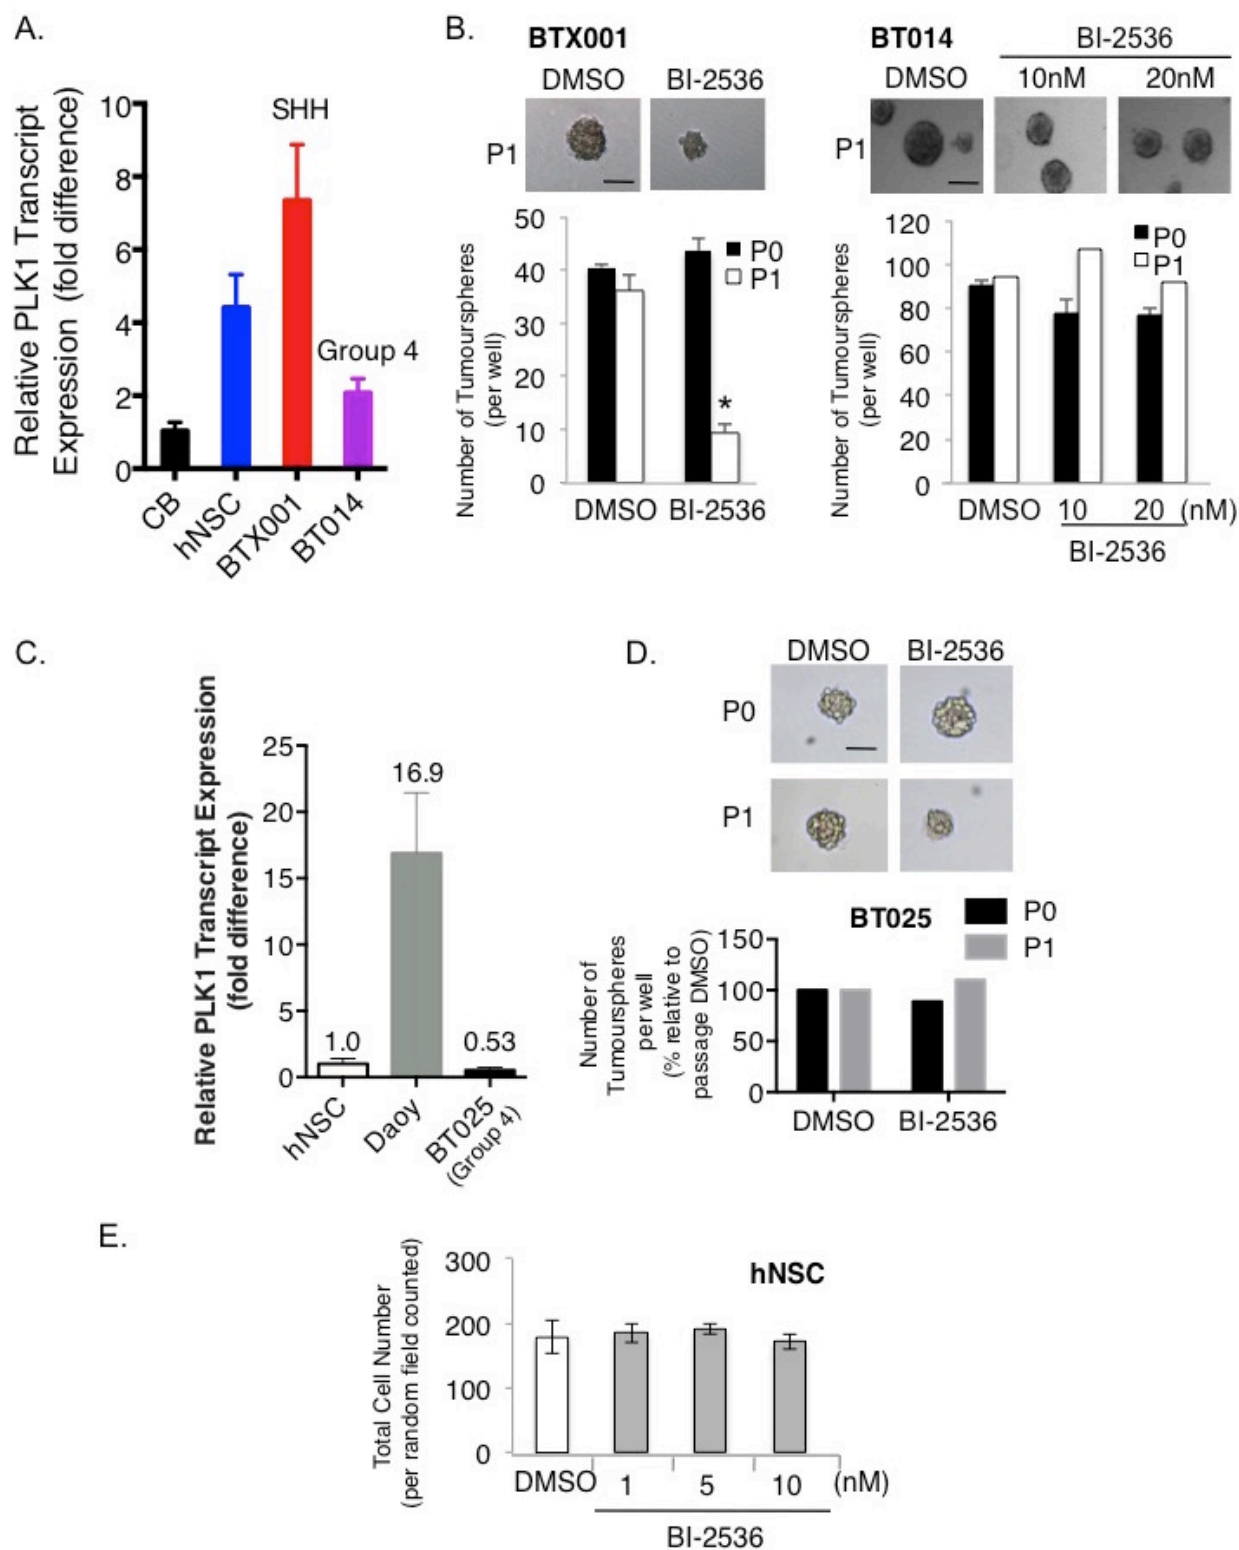 A.
Relative PLK1 Transcript
Expression (fold difference)
10
8
6
4
2
0
SHH
Group 4
CB
hNSC
BTX001
BT014
B.
BTX001
DMSO
BI-2536
P1
Number of Tumourspheres
(per well)
50
40
30
20
10
0
P0
P1
*
DMSO
BI-2536
BT014
BI-2536
DMSO
10nM
20nM
P1
Number of Tumourspheres
(per well)
120
100
80
60
40
20
0
P0
P1
DMSO
10
20
(nM)
BI-2536
C.
Relative PLK1 Transcript Expression
(fold difference)
25
20
15
10
5
0
1.0
16.9
0.53
hNSC
Daoy
BT025
(Group 4)
D.
DMSO
BI-2536
P0
P1
BT025
P0
P1
Number of
Tumourspheres
per well
(% relative to
passage DMSO)
150
100
50
0
DMSO
BI-2536
E.
hNSC
Total Cell Number
(per random field counted)
300
200
100
0
DMSO
1
5
10
(nM)
BI-2536